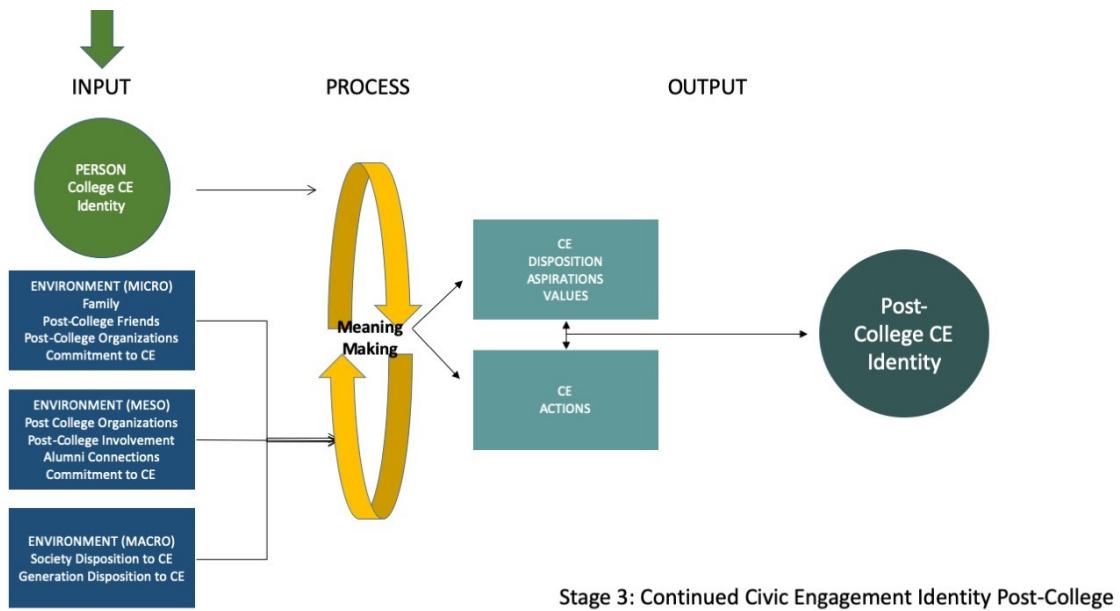 INPUT
PROCESS
OUTPUT
PERSON
College CE
Identity
ENVIRONMENT (MICRO)
Family
Post-College Friends
Post-College Organizations
Commitment to CE
ENVIRONMENT (MESO)
Post College Organizations
Post-College Involvement
Alumni Connections
Commitment to CE
ENVIRONMENT (MACRO)
Society Disposition to CE
Generation Disposition to CE
Meaning
Making
CE
DISPOSITION
ASPIRATIONS
VALUES
CE
ACTIONS
Post-
College CE
Identity
Stage 3: Continued Civic Engagement Identity Post-College